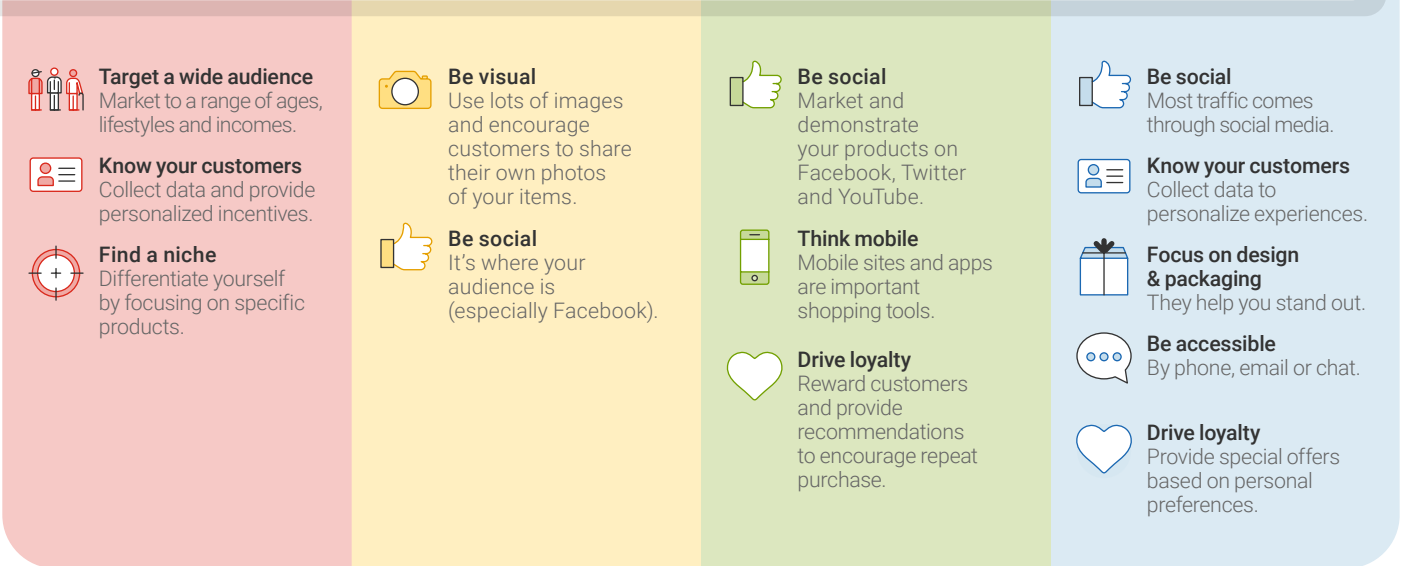 Target a wide audience
Market to a range of ages,
lifestyles and incomes.
Know your customers
Collect data and provide
personalized incentives.
Find a niche
Differentiate yourself
by focusing on specific
products.
Be visual
Use lots of images
and encourage
customers to share
their own photos
of your items.
Be social
It's where your
audience is
(especially Facebook).
Be social
Market and
demonstrate
your products on
Facebook, Twitter
and YouTube.
Think mobile
Mobile sites and apps
are important
shopping tools.
Drive loyalty
Reward customers
and provide
recommendations
to encourage repeat
purchase.
Be social
Most traffic comes
through social media.
Know your customers
Collect data to
personalize experiences.
Focus on design
& packaging
They help you stand out.
Be accessible
By phone, email or chat.
Drive loyalty
Provide special offers
based on personal
preferences.